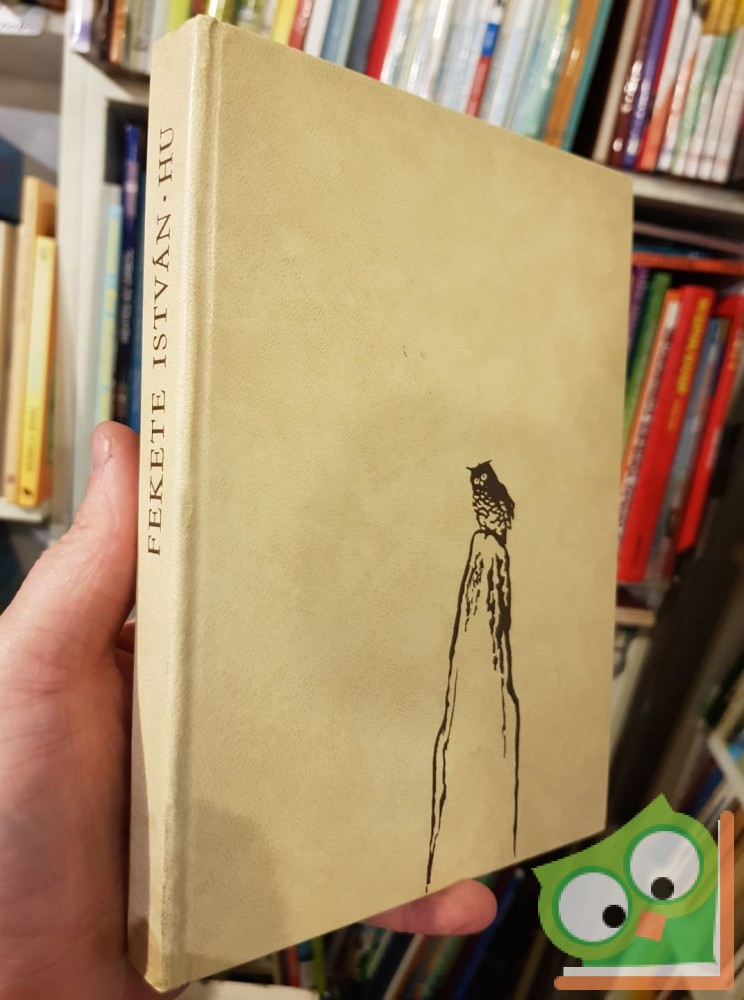 FEKETE ISTVÁN · HU